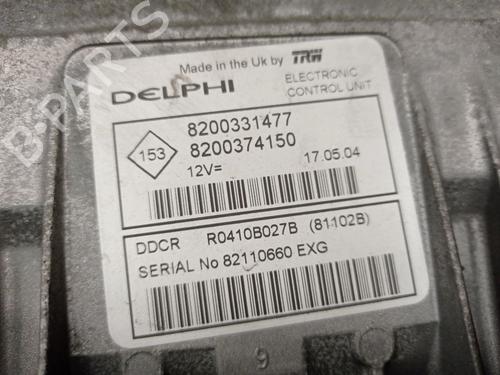 Made in the Uk by TRW
DELPHI
ELECTRONIC
CONTROL UNIT
153
8200331477
8200374150
12V=
17.05.04
DDCR R0410B027B (81102B)
SERIAL No 82110660 EXG
9
B-PARTS